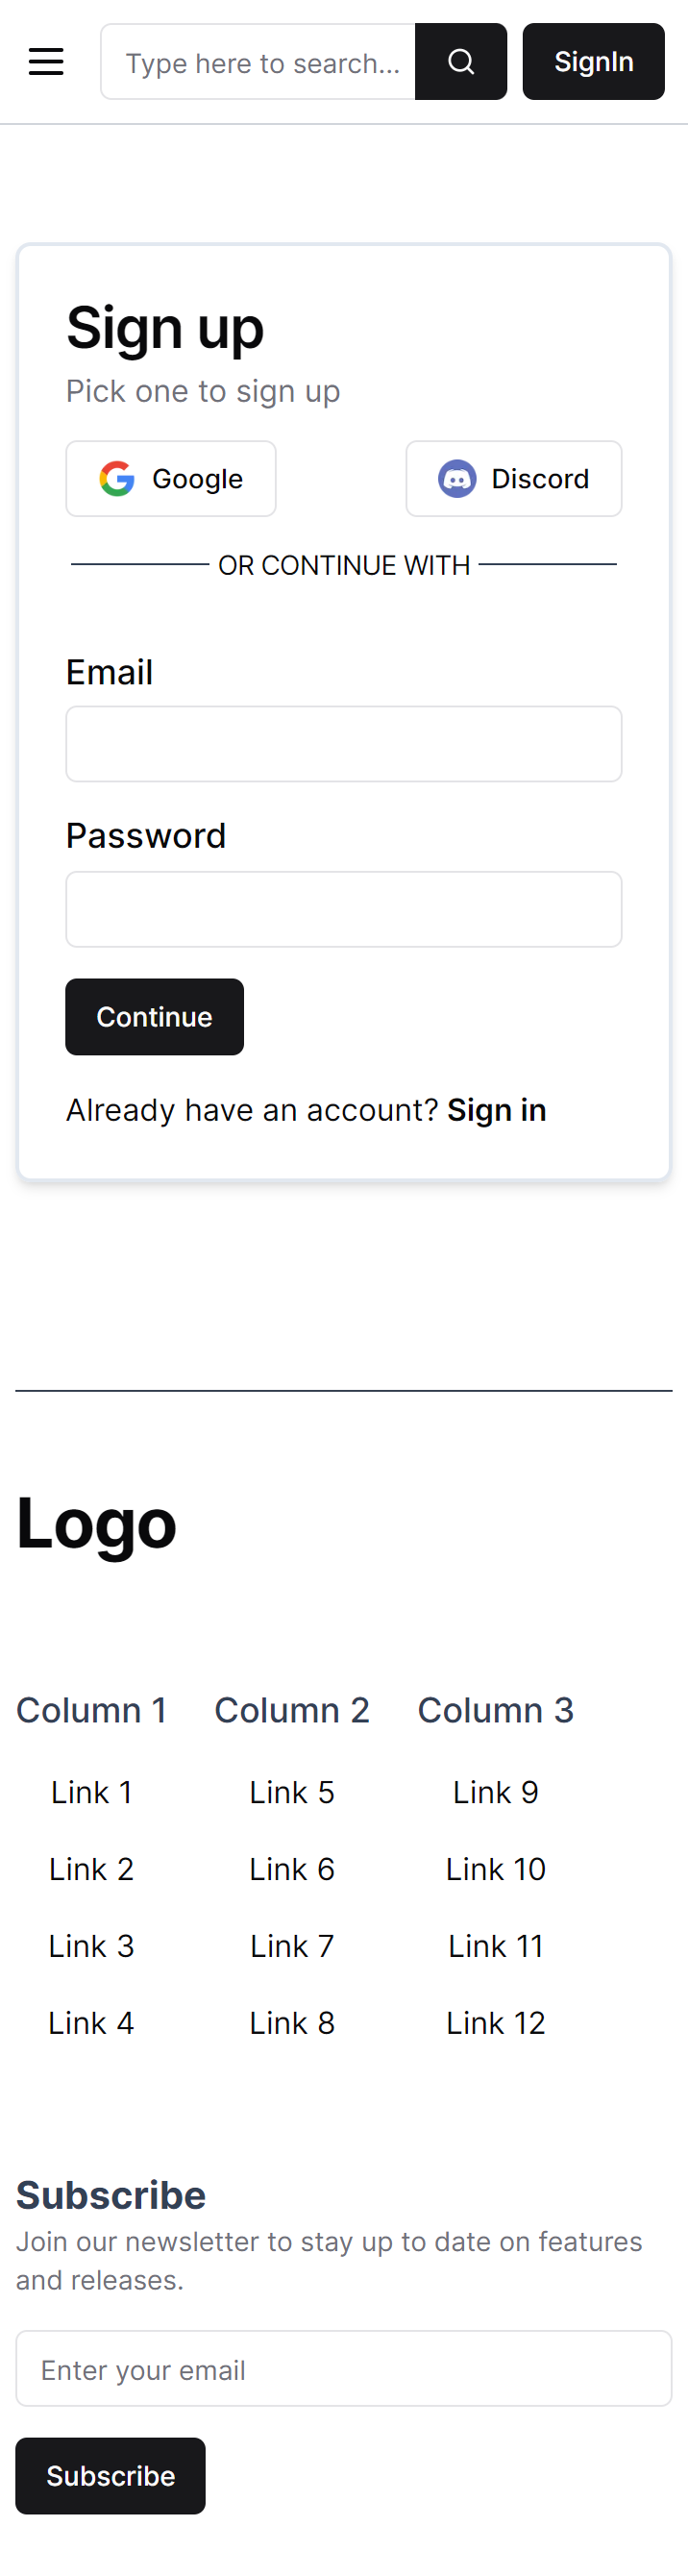 Type here to search...
SignIn
Sign up
Pick one to sign up
Google
Discord
OR CONTINUE WITH
Email
Password
Continue
Already have an account? Sign in
Logo
Column 1 Column 2 Column 3
Link 1 Link 5 Link 9
Link 2 Link 6 Link 10
Link 3 Link 7 Link 11
Link 4 Link 8 Link 12
Subscribe
Join our newsletter to stay up to date on features
and releases.
Enter your email
Subscribe